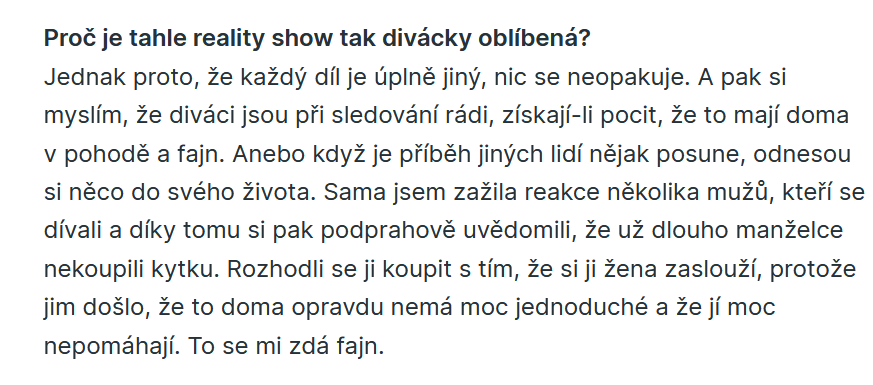 Proč je tahle reality show tak divácky oblíbená?
Jednak proto, že každý díl je úplně jiný, nic se neopakuje. A pak si
myslím, že diváci jsou při sledování rádi, získají-li pocit, že to mají doma
v pohodě a fajn. Anebo když je příběh jiných lidí nějak posune, odnesou
si něco do svého života. Sama jsem zažila reakce několika mužů, kteří se
dívali a díky tomu si pak podprahově uvědomili, že už dlouho manželce
nekoupili kytku. Rozhodli se ji koupit s tím, že si ji žena zaslouží, protože
jim došlo, že to doma opravdu nemá moc jednoduché a že jí moc
nepomáhají. To se mi zdá fajn.